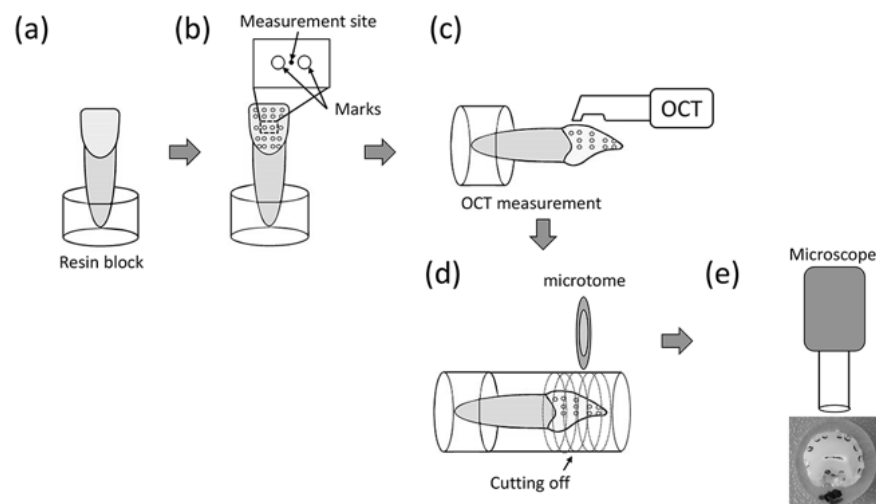 (a)
(b)
Measurement site
Marks
(c)
OCT
Resin block
OCT measurement
(d)
microtome
(e)
Microscope
Cutting off